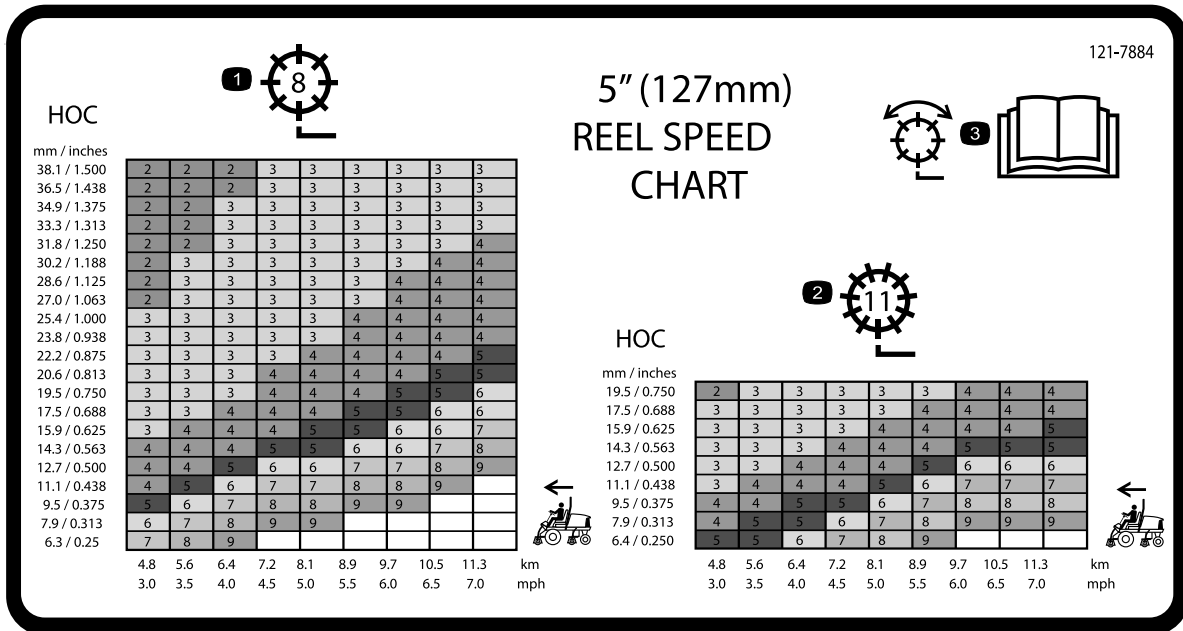 121-7884
5" (127mm)
REEL SPEED
CHART
1
8
HOC
mm / inches
38.1 / 1.500 2 2 2 3 3 3 3 3 3
36.5 / 1.438 2 2 2 3 3 3 3 3 3
34.9 / 1.375 2 2 3 3 3 3 3 3 3
33.3 / 1.313 2 2 3 3 3 3 3 3 3
31.8 / 1.250 2 2 3 3 3 3 3 3 4
30.2 / 1.188 2 3 3 3 3 3 3 4 4
28.6 / 1.125 2 3 3 3 3 3 4 4 4
27.0 / 1.063 2 3 3 3 3 3 4 4 4
25.4 / 1.000 3 3 3 3 3 4 4 4 4
23.8 / 0.938 3 3 3 3 3 4 4 4 4
22.2 / 0.875 3 3 3 3 4 4 4 4 5
20.6 / 0.813 3 3 3 4 4 4 4 5 5
19.5 / 0.750 3 3 3 4 4 4 5 5 6
17.5 / 0.688 3 3 4 4 4 5 5 6 6
15.9 / 0.625 3 4 4 4 5 5 6 6 7
14.3 / 0.563 4 4 4 5 5 6 6 7 8
12.7 / 0.500 4 4 5 6 6 7 7 8 9
11.1 / 0.438 4 5 6 7 7 8 8 9
9.5 / 0.375 5 6 7 8 8 9 9
7.9 / 0.313 6 7 8 9 9
6.3 / 0.25 7 8 9
4.8 5.6 6.4 7.2 8.1 8.9 9.7 10.5 11.3 km
3.0 3.5 4.0 4.5 5.0 5.5 6.0 6.5 7.0 mph
3
2
11
HOC
mm / inches
19.5 / 0.750 2 3 3 3 3 3 4 4 4
17.5 / 0.688 3 3 3 3 3 4 4 4 4
15.9 / 0.625 3 3 3 3 4 4 4 4 5
14.3 / 0.563 3 3 3 4 4 4 5 5 5
12.7 / 0.500 3 3 4 4 4 5 6 6 6
11.1 / 0.438 3 4 4 4 5 6 7 7 7
9.5 / 0.375 4 4 5 5 6 7 8 8 8
7.9 / 0.313 4 5 5 6 7 8 9 9 9
6.4 / 0.250 5 5 6 7 8 9
4.8 5.6 6.4 7.2 8.1 8.9 9.7 10.5 11.3 km
3.0 3.5 4.0 4.5 5.0 5.5 6.0 6.5 7.0 mph